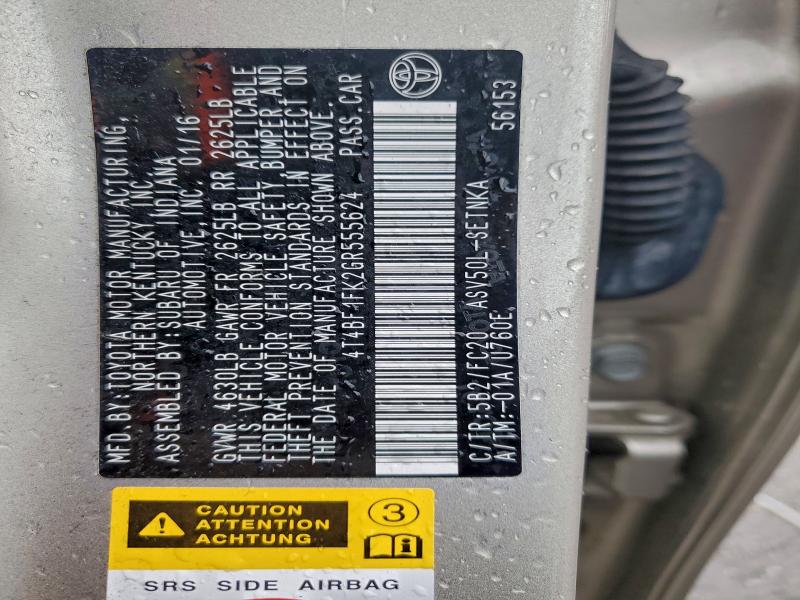 MFD.BY:TOYOTA MOTOR MANUFACTURING,
NORTHERN KENTUCKY, INC.
ASSEMBLED BY:SUBARU OF INDIANA
AUTOMOTIVE, INC. 01/16
GVWR 4630LB GAWR FR 2625LB RR 2625LB
THIS VEHICLE CONFORMS TO ALL APPLICABLE
FEDERAL MOTOR VEHICLE SAFETY, BUMPER AND
THEFT PREVENTION STANDARDS IN EFFECT ON
THE DATE OF MANUFACTURE SHOWN ABOVE.
4T4BF1FK2GR555624 PASS.CAR
C/TR:5B21FC20 ASV50L-SETNKA
A/TM:-01A/U760E 56153
CAUTION
ATTENTION
ACHTUNG
3
SRS SIDE AIRBAG